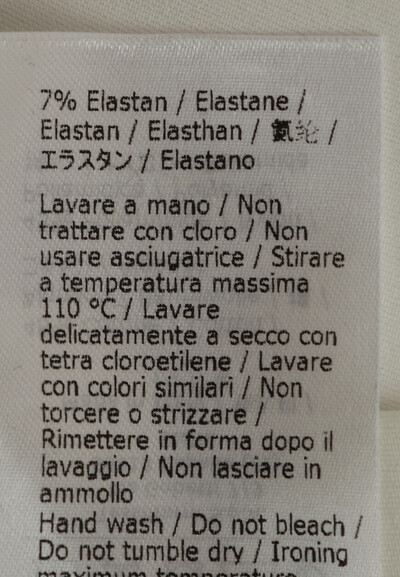 7% Elastan / Elastane /
Elastan / Elasthan / 氨纶 /
エラスタン / Elastano
Lavare a mano / Non
trattare con cloro / Non
usare asciugatrice / Stirare
a temperatura massima
110 °C / Lavare
delicatamente a secco con
tetra cloroetilene / Lavare
con colori similari / Non
torcere o strizzare /
Rimettere in forma dopo il
lavaggio / Non lasciare in
ammollo
Hand wash / Do not bleach /
Do not tumble dry / Ironing
maximum temperature